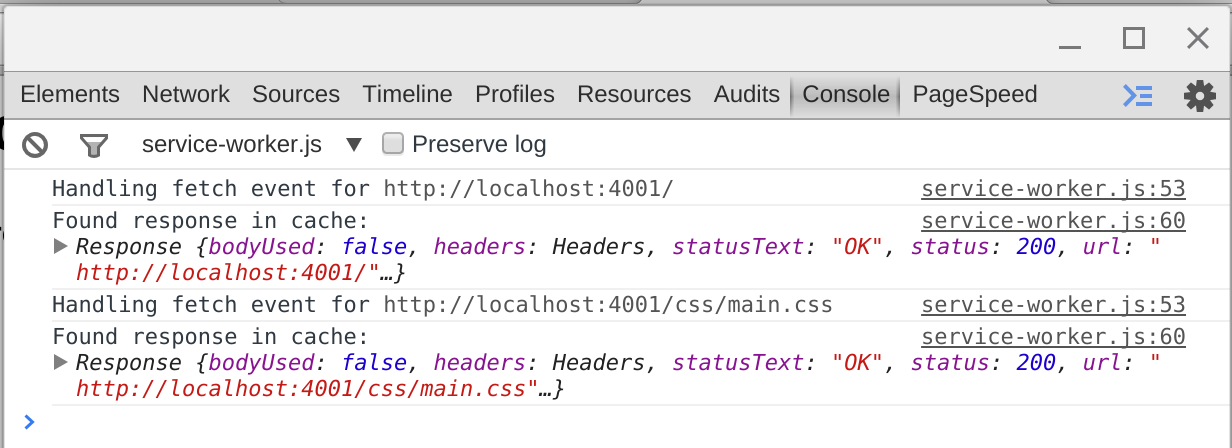 Elements Network Sources Timeline Profiles Resources Audits Console PageSpeed
service-worker.js ▼ Preserve log
Handling fetch event for http://localhost:4001/ service-worker.js:53
Found response in cache: service-worker.js:60
Response {bodyUsed: false, headers: Headers, statusText: "OK", status: 200, url: "
http://localhost:4001/"…}
Handling fetch event for http://localhost:4001/css/main.css service-worker.js:53
Found response in cache: service-worker.js:60
Response {bodyUsed: false, headers: Headers, statusText: "OK", status: 200, url: "
http://localhost:4001/css/main.css"…}